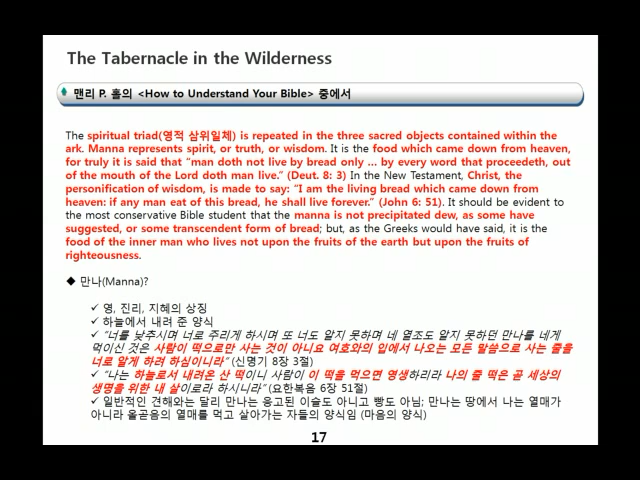 The Tabernacle in the Wilderness
맨리 P. 홀의 <How to Understand Your Bible> 중에서
The spiritual triad(영적 삼위일체) is repeated in the three sacred objects contained within the
ark. Manna represents spirit, or truth, or wisdom. It is the food which came down from heaven,
for truly it is said that "man doth not live by bread only ... by every word that proceedeth, out
of the mouth of the Lord doth man live." (Deut. 8: 3) In the New Testament, Christ, the
personification of wisdom, is made to say: "I am the living bread which came down from
heaven: if any man eat of this bread, he shall live forever." (John 6: 51). It should be evident to
the most conservative Bible student that the manna is not precipitated dew, as some have
suggested, or some transcendent form of bread; but, as the Greeks would have said, it is the
food of the inner man who lives not upon the fruits of the earth but upon the fruits of
righteousness.
◆ 만나(Manna)?
✓ 영, 진리, 지혜의 상징
✓ 하늘에서 내려 준 양식
✓ "너를 낮추시며 너로 주리게 하시며 또 너도 알지 못하며 네 열조도 알지 못하던 만나를 네게
먹이신 것은 사람이 떡으로만 사는 것이 아니요 여호와의 입에서 나오는 모든 말씀으로 사는 줄을
너로 알게 하려 하심이니라" (신명기 8장 3절)
✓ "나는 하늘로서 내려온 산 떡이니 사람이 이 떡을 먹으면 영생하리라 나의 줄 떡은 곧 세상의
생명을 위한 내 살이로라 하시니라" (요한복음 6장 51절)
✓ 일반적인 견해와는 달리 만나는 응고된 이슬도 아니고 빵도 아님; 만나는 땅에서 나는 열매가
아니라 올곧음의 열매를 먹고 살아가는 자들의 양식임 (마음의 양식)
17